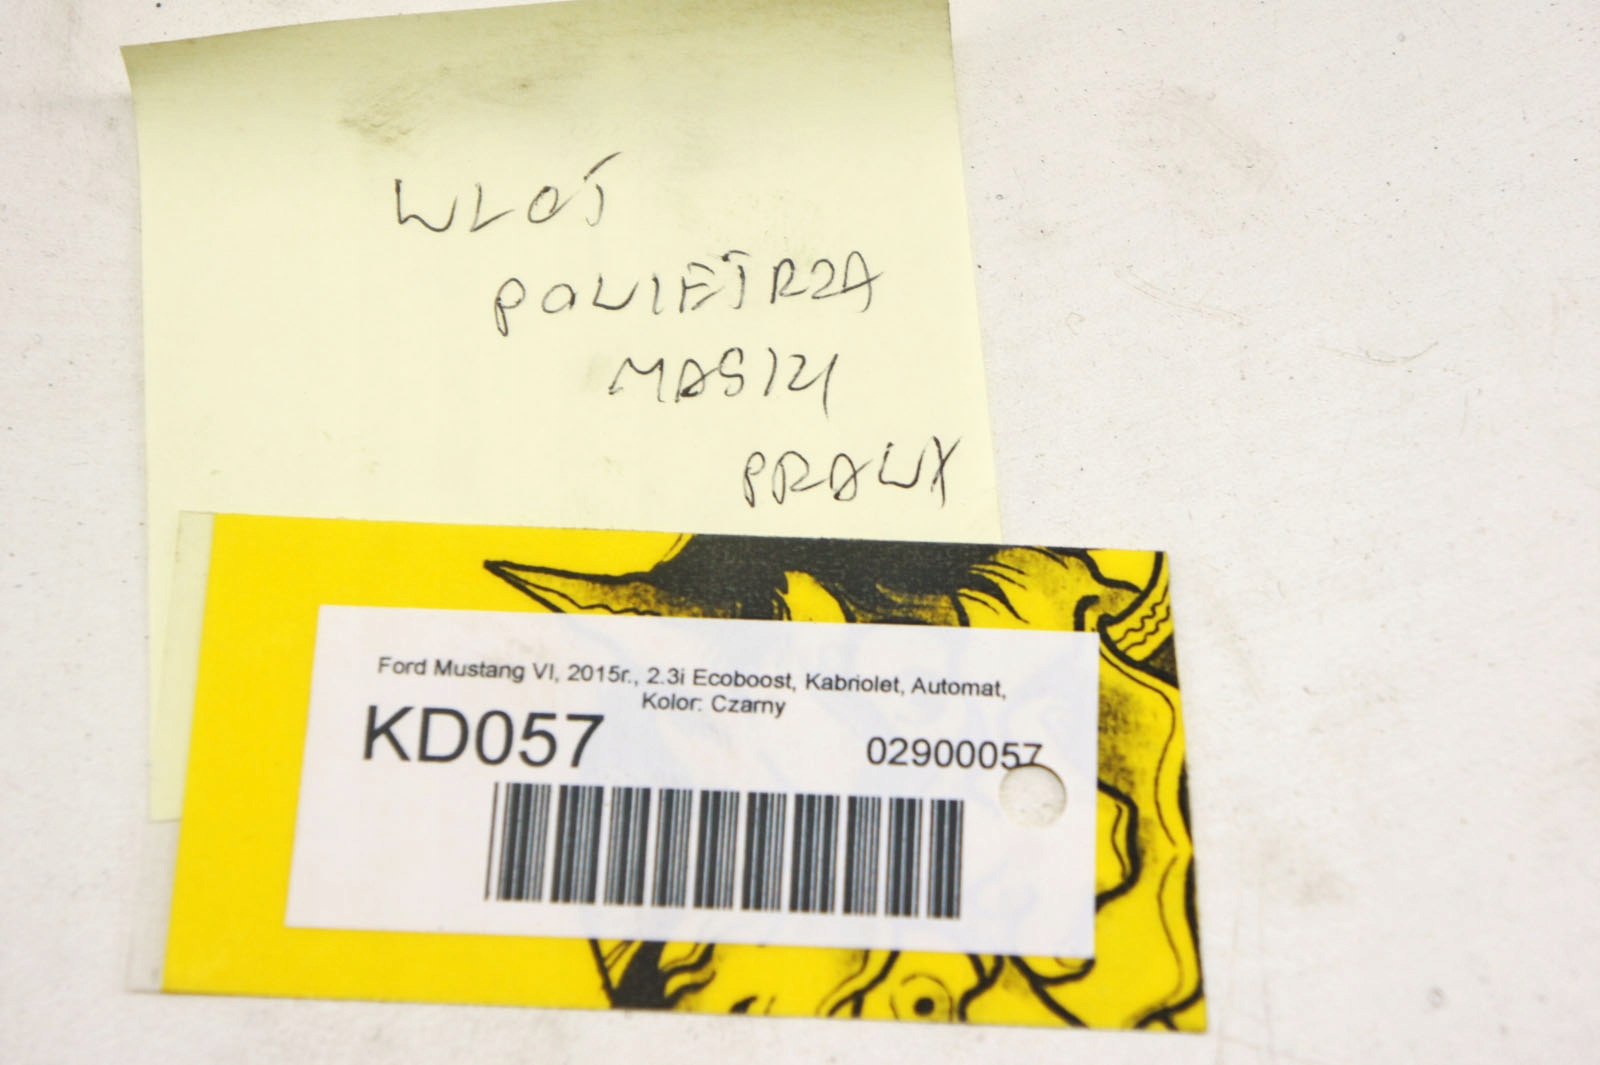 WLOT
POWIETRZA
MASKI
PRAWY
Ford Mustang VI, 2015r., 2.3i Ecoboost, Kabriolet, Automat,
Kolor: Czarny
KD057
02900057